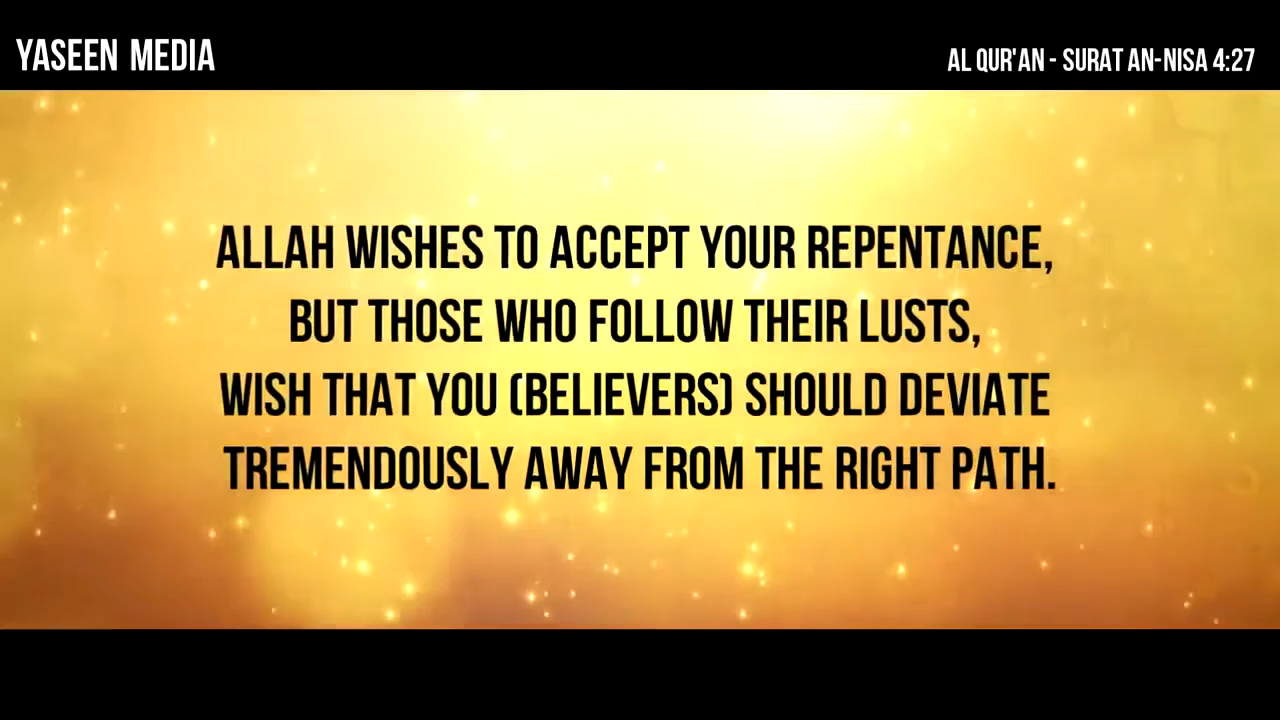 YASEEN MEDIA
AL QUR'AN - SURAT AN-NISA 4:27
ALLAH WISHES TO ACCEPT YOUR REPENTANCE,
BUT THOSE WHO FOLLOW THEIR LUSTS,
WISH THAT YOU (BELIEVERS) SHOULD DEVIATE
TREMENDOUSLY AWAY FROM THE RIGHT PATH.